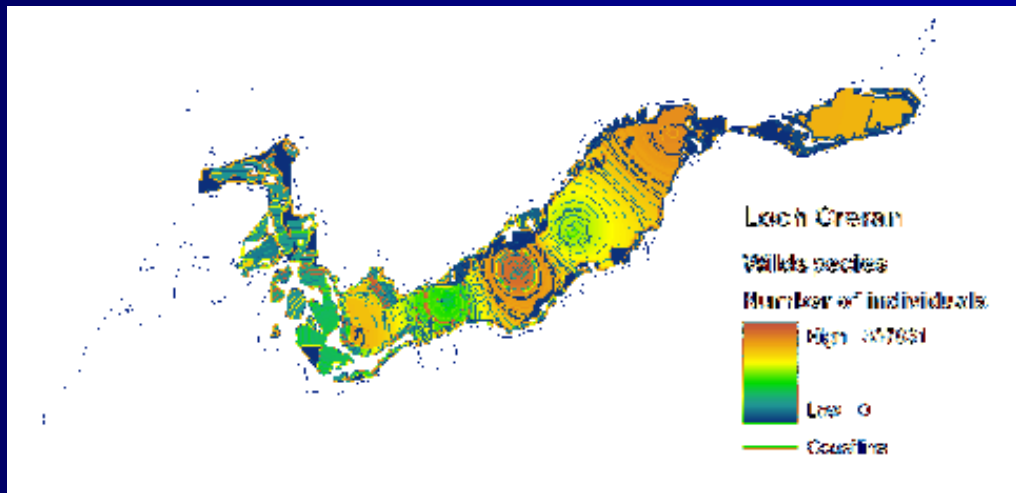 Loch Creran
Number of individuals
High
Low 0
Coastline